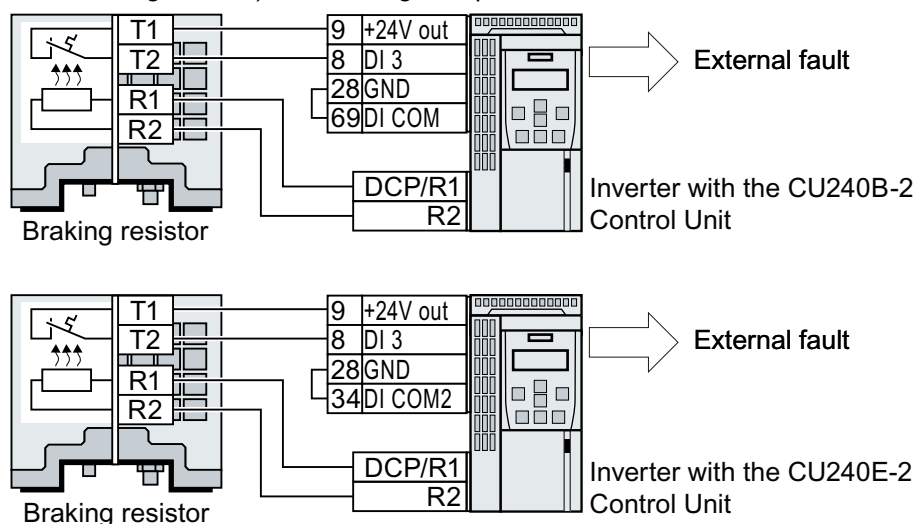 T1
T2
R1
R2
Braking resistor
9 +24V out
8 DI 3
28 GND
69 DI COM
DCP/R1
R2
External fault
Inverter with the CU240B-2
Control Unit
T1
T2
R1
R2
Braking resistor
9 +24V out
8 DI 3
28 GND
34 DI COM2
DCP/R1
R2
External fault
Inverter with the CU240E-2
Control Unit